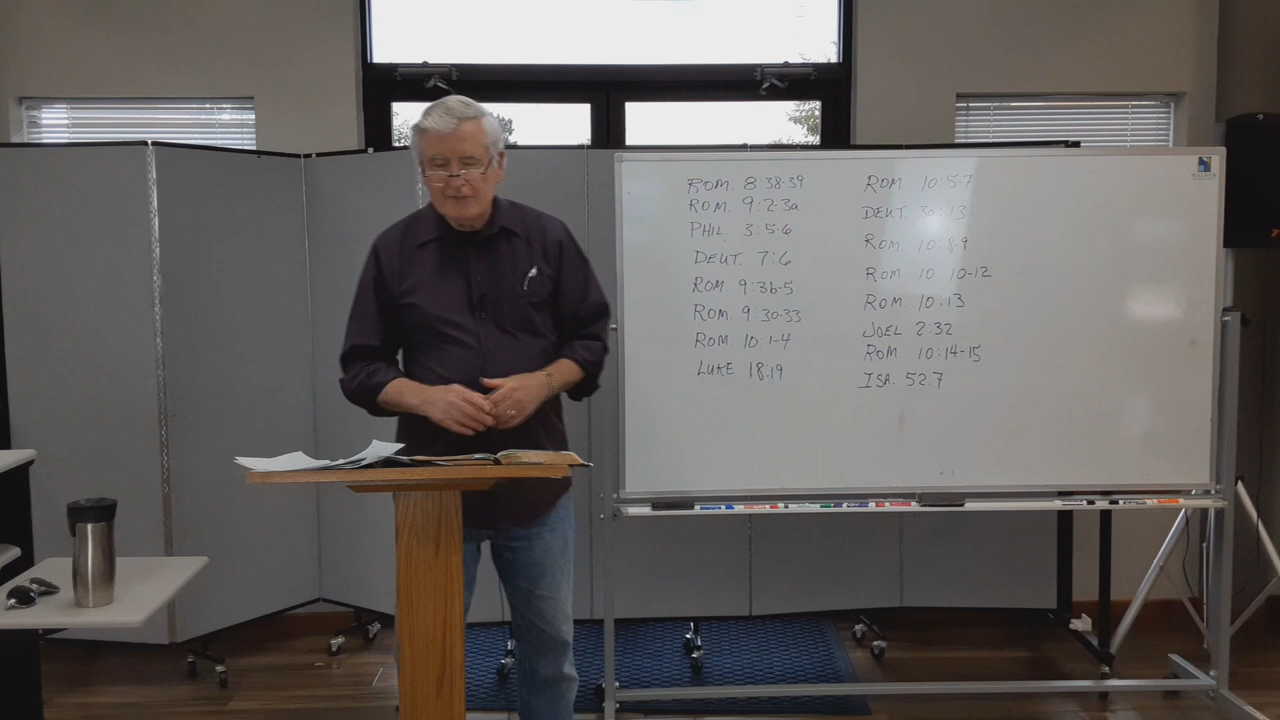 ROM. 8:38-39
ROM. 9:2-3a
PHIL. 3:5-6
DEUT. 7:6
ROM. 9:3b-5
ROM. 9:30-33
ROM. 10:1-4
LUKE 18:19
ROM. 10:5-7
DEUT. 30:13
ROM. 10:8-9
ROM. 10:10-12
ROM. 10:13
JOEL 2:32
ROM. 10:14-15
ISA. 52:7